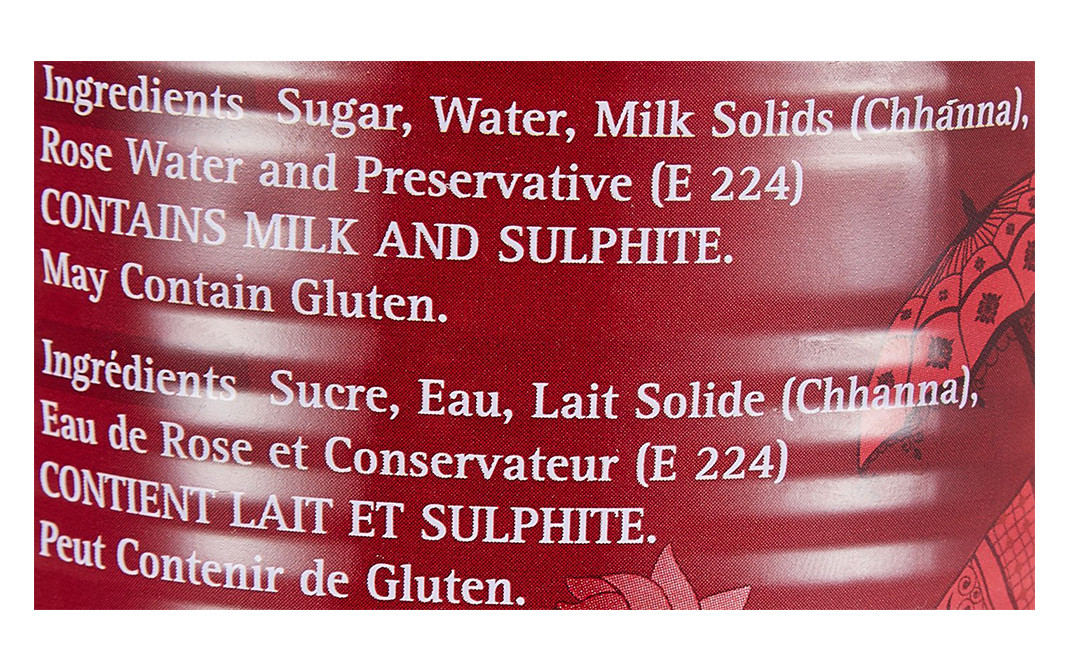 Ingredients Sugar, Water, Milk Solids (Chhánna),
Rose Water and Preservative (E 224)
CONTAINS MILK AND SULPHITE.
May Contain Gluten.
Ingrédients Sucre, Eau, Lait Solide (Chhanna),
Eau de Rose et Conservateur (E 224)
CONTIENT LAIT ET SULPHITE.
Peut Contenir de Gluten.